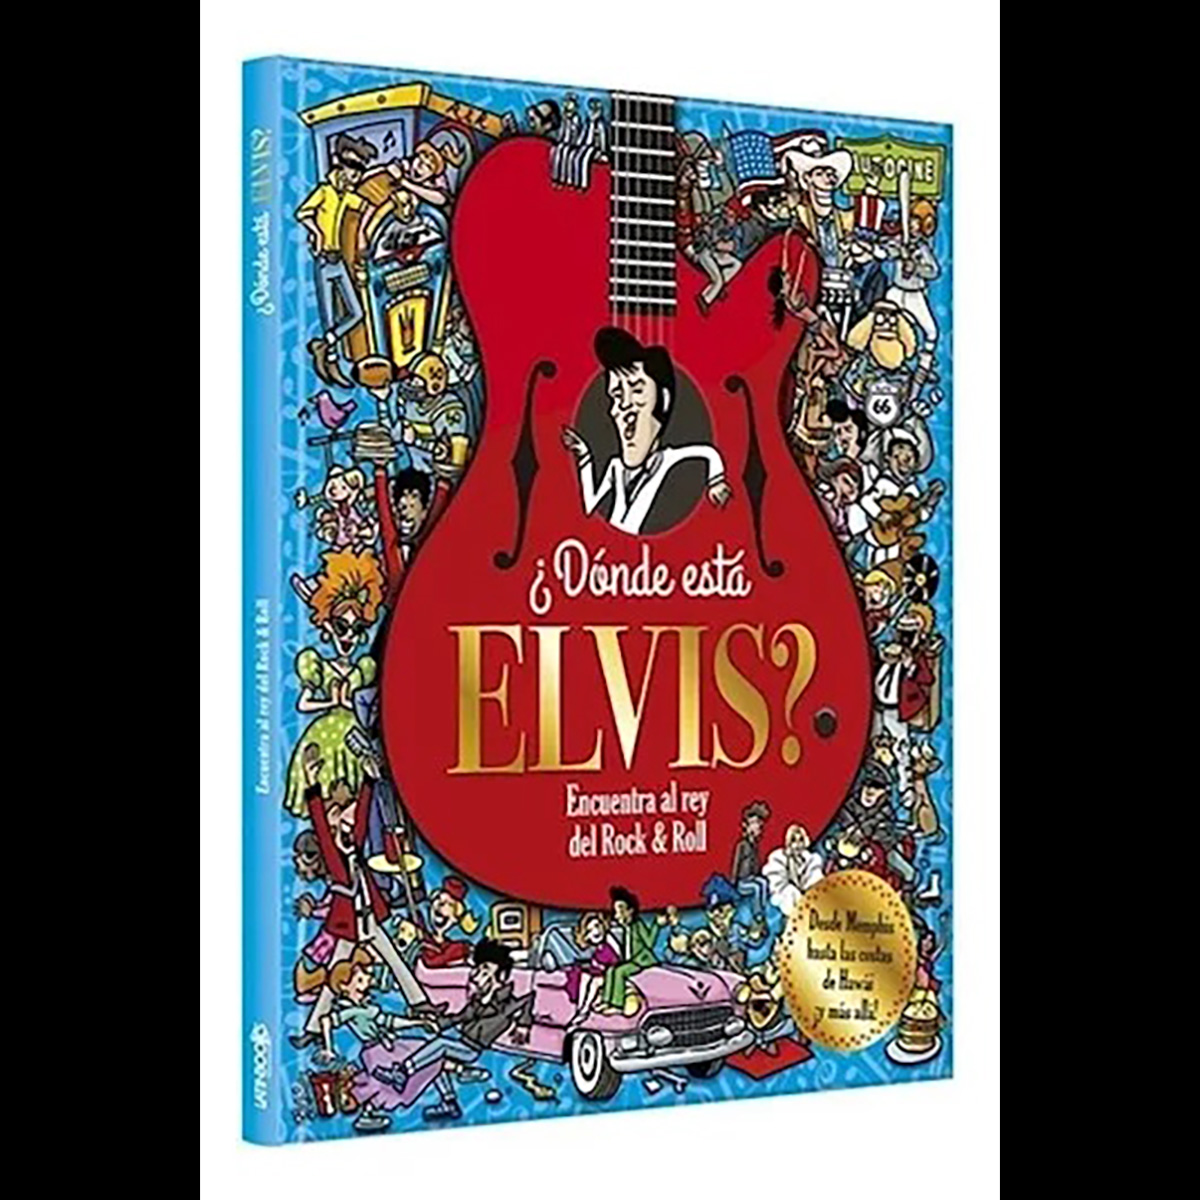 ¿Dónde está
ELVIS?
Encuentra al rey
del Rock & Roll
Desde Memphis
hasta las costas
de Hawái
¡y más allá!
AUTOCINE
66
¿Dónde está ELVIS?
Encuentra al rey del Rock & Roll